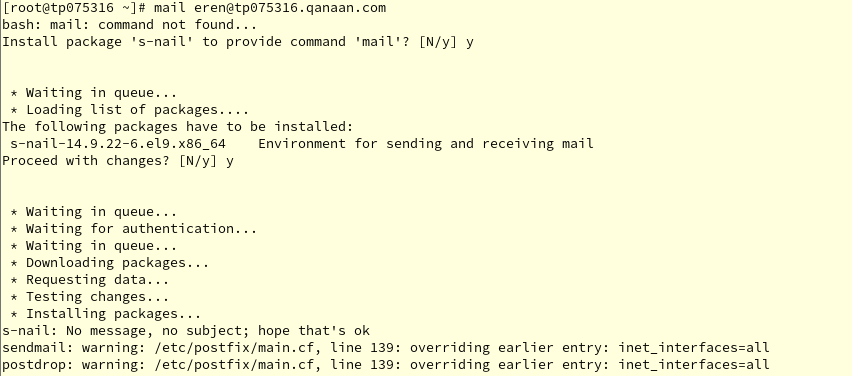 [root@tp075316 ~]# mail eren@tp075316.qanaan.com
bash: mail: command not found...
Install package 's-nail' to provide command 'mail'? [N/y] y
* Waiting in queue...
* Loading list of packages....
The following packages have to be installed:
s-nail-14.9.22-6.el9.x86_64    Environment for sending and receiving mail
Proceed with changes? [N/y] y
* Waiting in queue...
* Waiting for authentication...
* Waiting in queue...
* Downloading packages...
* Requesting data...
* Testing changes...
* Installing packages...
s-nail: No message, no subject; hope that's ok
sendmail: warning: /etc/postfix/main.cf, line 139: overriding earlier entry: inet_interfaces=all
postdrop: warning: /etc/postfix/main.cf, line 139: overriding earlier entry: inet_interfaces=all